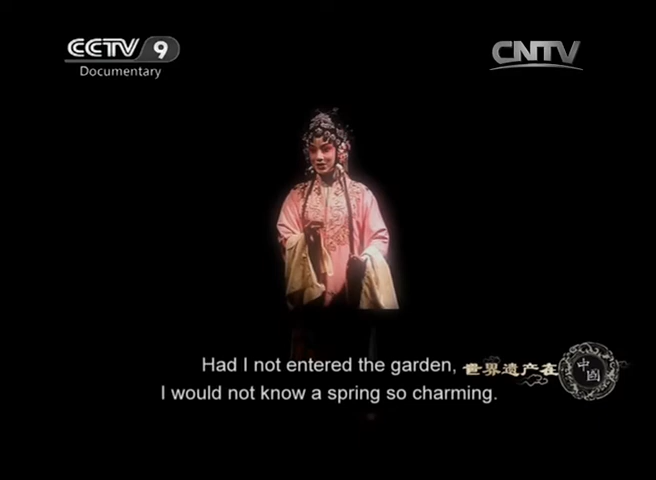 CCTV 9
Documentary
CNTV
Had I not entered the garden,
I would not know a spring so charming.
世界遗产在
中
國